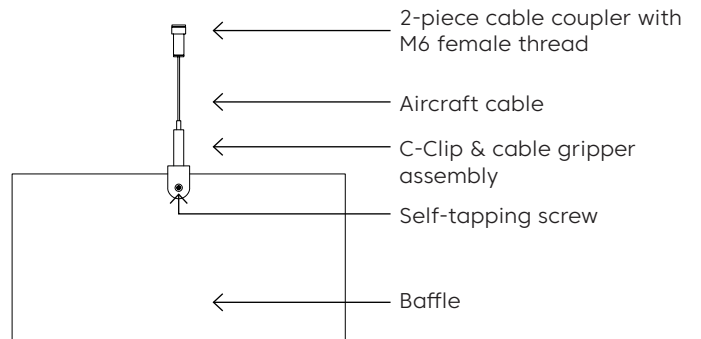 2-piece cable coupler with
M6 female thread
Aircraft cable
C-Clip & cable gripper
assembly
Self-tapping screw
Baffle